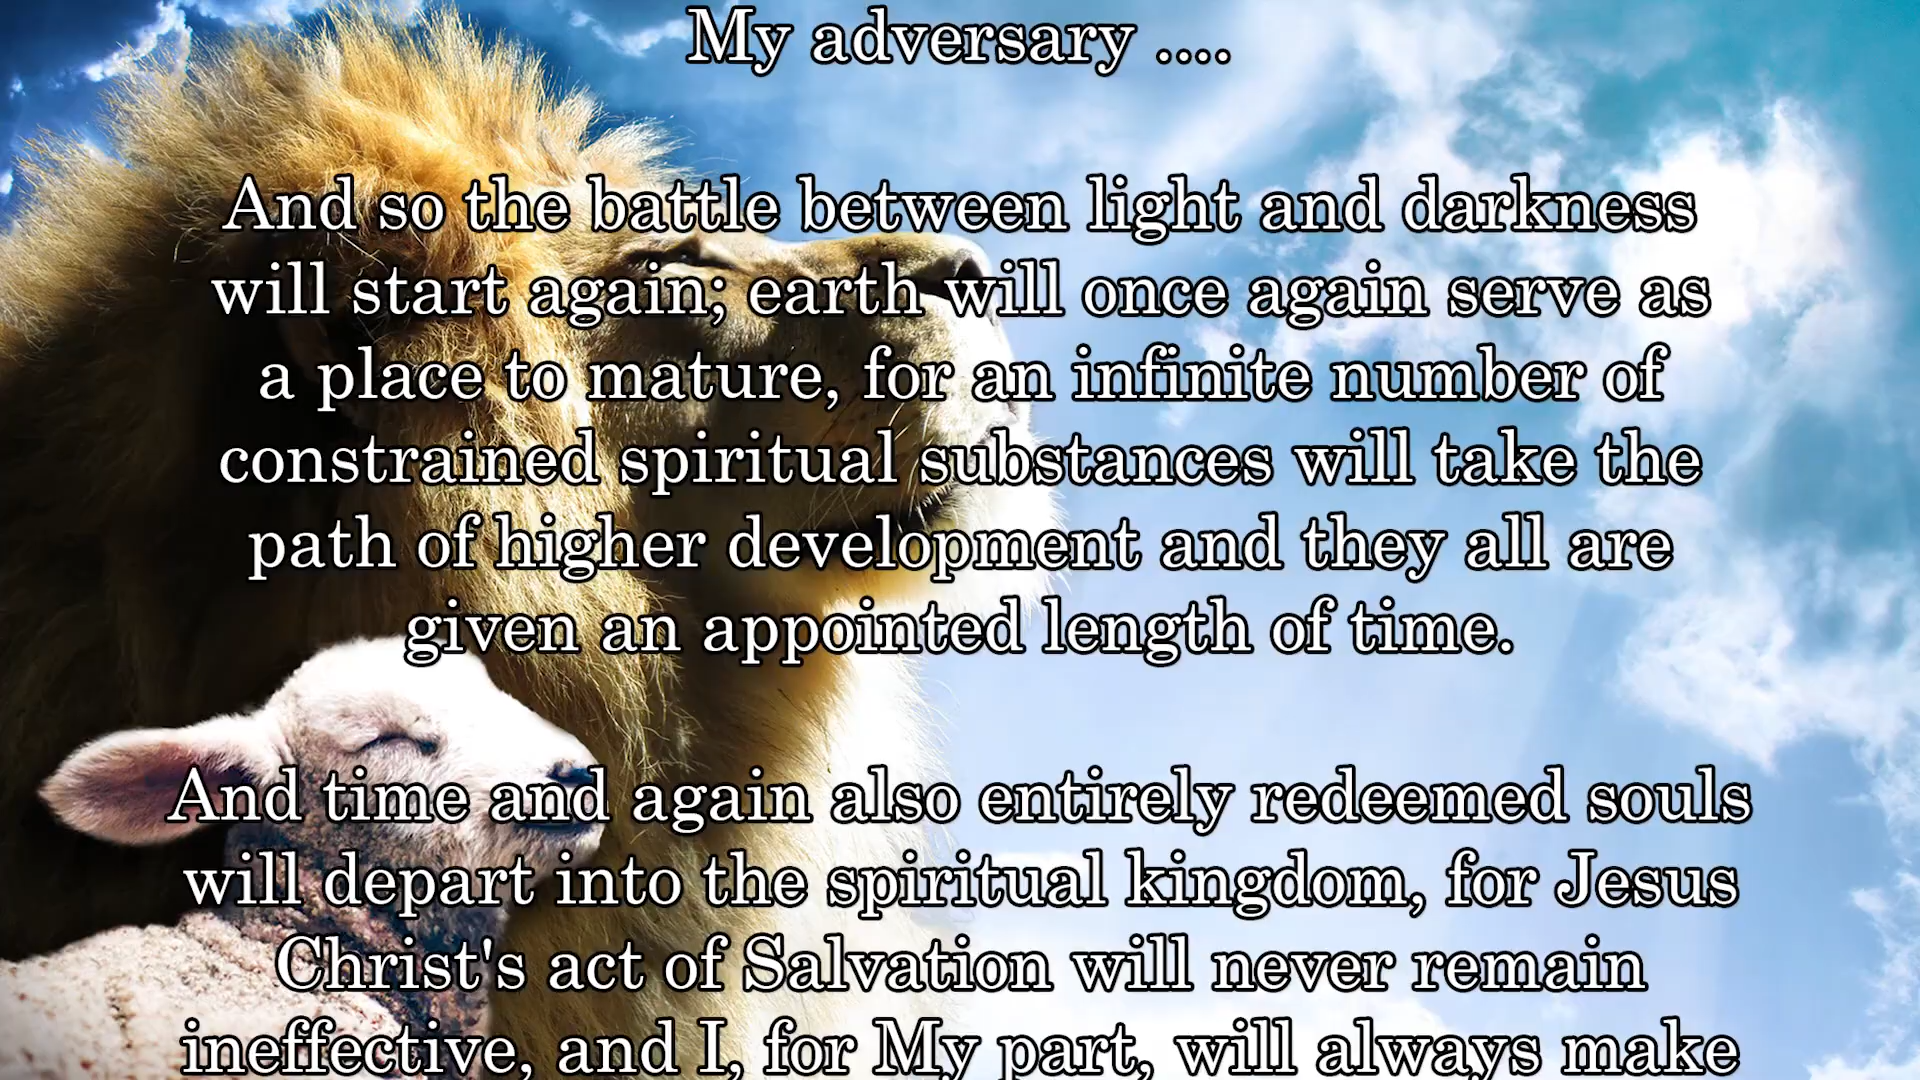 My adversary ....
And so the battle between light and darkness
will start again; earth will once again serve as
a place to mature, for an infinite number of
constrained spiritual substances will take the
path of higher development and they all are
given an appointed length of time.
And time and again also entirely redeemed souls
will depart into the spiritual kingdom, for Jesus
Christ's act of Salvation will never remain
ineffective, and I, for My part, will always make